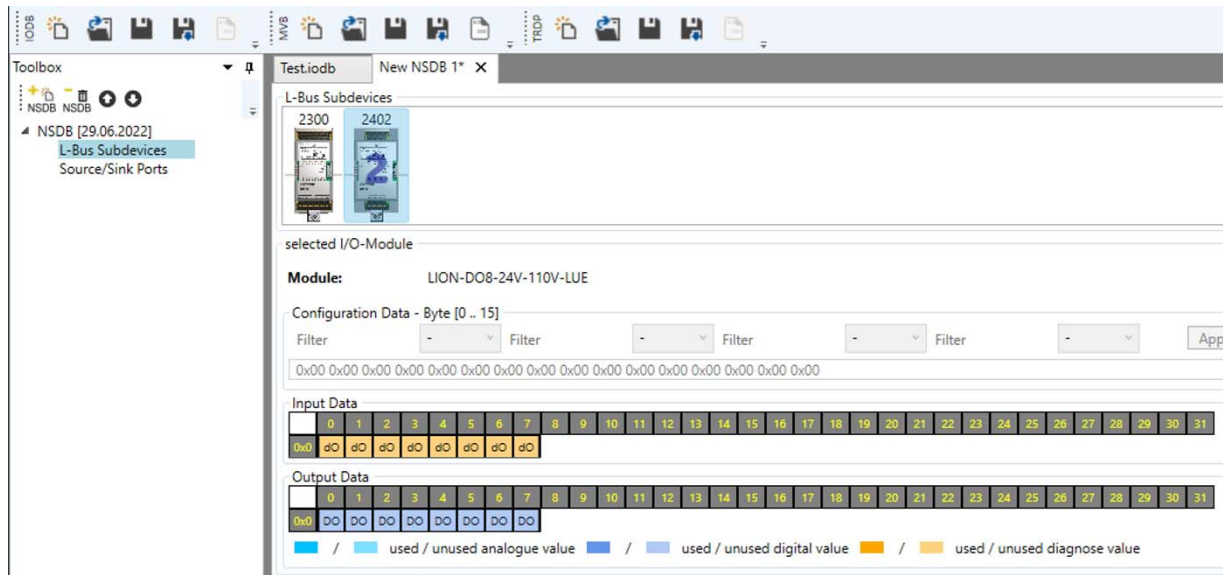 IODB MVB TRDP
Toolbox
Test.iodb New NSDB 1*
NSDB NSDB
NSDB [29.06.2022]
L-Bus Subdevices
Source/Sink Ports
L-Bus Subdevices
2300 2402
2
selected I/O-Module
Module: LION-DO8-24V-110V-LUE
Configuration Data - Byte [0 .. 15]
Filter - Filter - Filter - Filter - App
0x00 0x00 0x00 0x00 0x00 0x00 0x00 0x00 0x00 0x00 0x00 0x00 0x00 0x00 0x00 0x00
Input Data
0 1 2 3 4 5 6 7 8 9 10 11 12 13 14 15 16 17 18 19 20 21 22 23 24 25 26 27 28 29 30 31
0x0 dO dO dO dO dO dO dO dO
Output Data
0 1 2 3 4 5 6 7 8 9 10 11 12 13 14 15 16 17 18 19 20 21 22 23 24 25 26 27 28 29 30 31
0x0 DO DO DO DO DO DO DO DO
/ used / unused analogue value / used / unused digital value / used / unused diagnose value